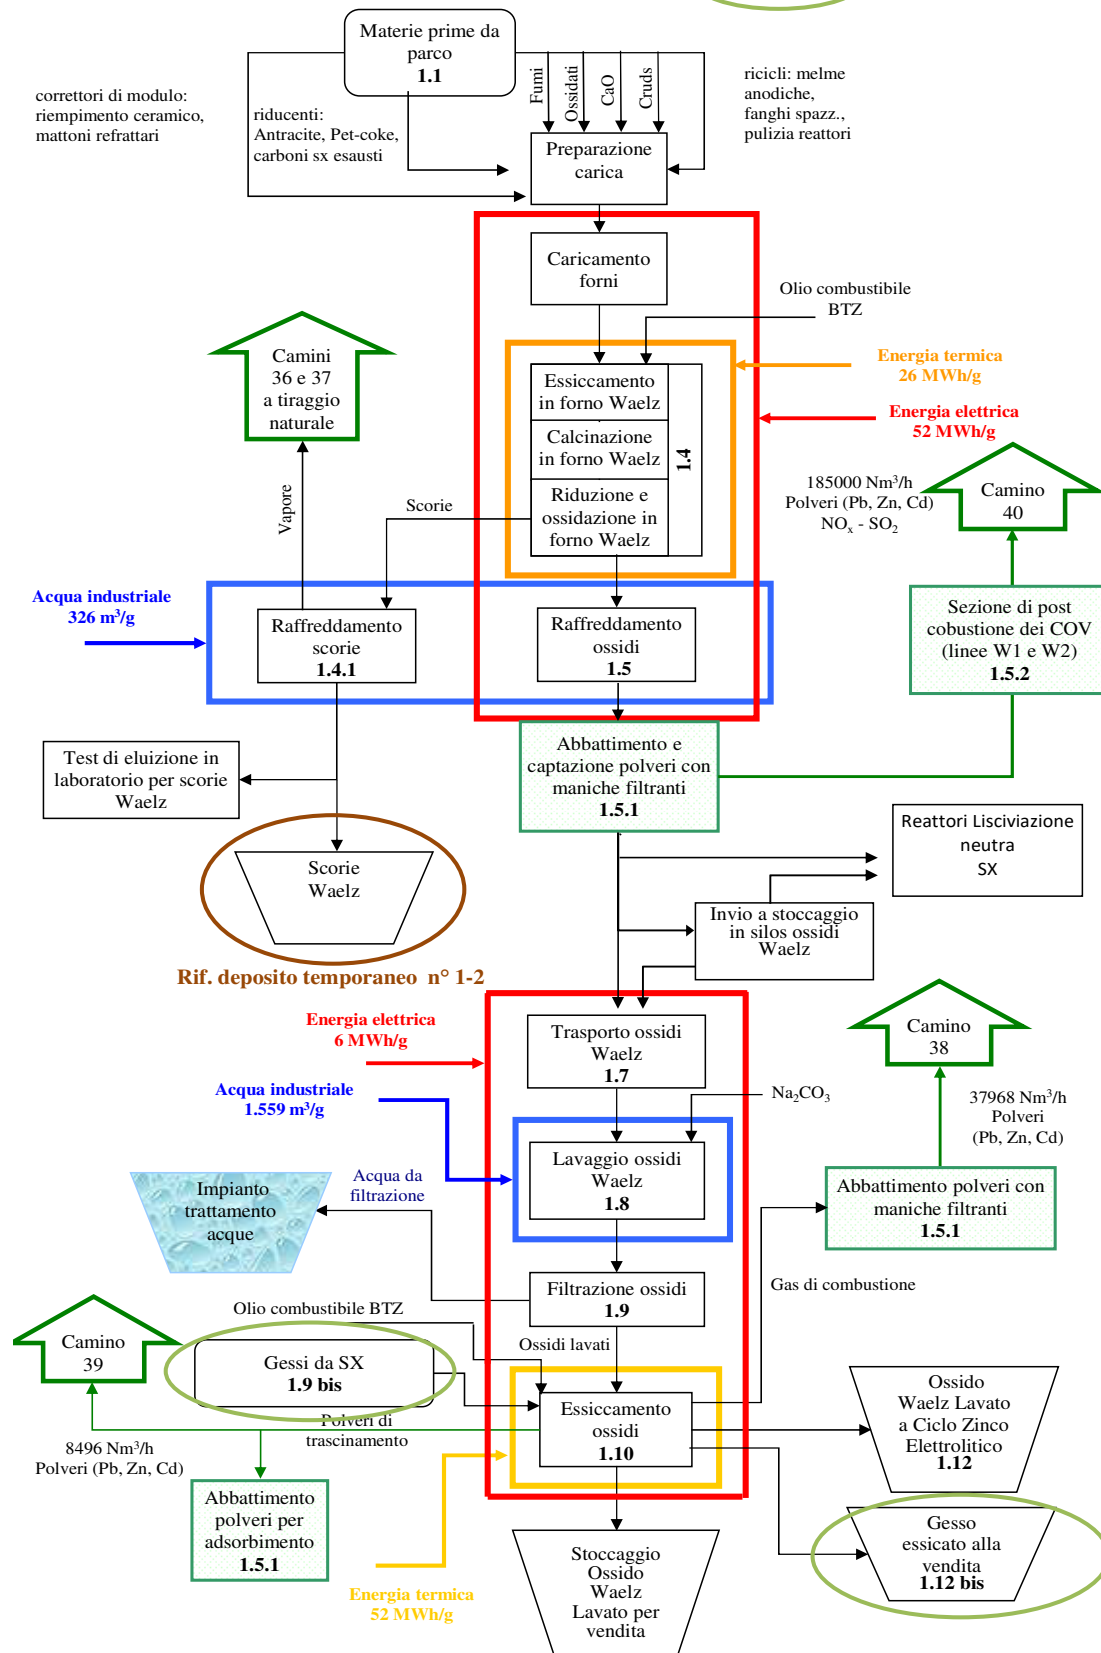 Materie prime da
parco
1.1
correttori di modulo:
riempimento ceramico,
mattoni refrattari
riducenti:
Antracite, Pet-coke,
carboni sx esausti
Fumi
Ossidati
CaO
Cruds
ricicli: melme
anodiche,
fanghi spazz.,
pulizia reattori
Preparazione
carica
Caricamento
forni
Olio combustibile
BTZ
Camini
36 e 37
a tiraggio
naturale
Energia termica
26 MWh/g
Essiccamento
in forno Waelz
Calcinazione
in forno Waelz
Riduzione e
ossidazione in
forno Waelz
1.4
Energia elettrica
52 MWh/g
185000 Nm³/h
Polveri (Pb, Zn, Cd)
NOx - SO2
Camino
40
Vapore
Scorie
Acqua industriale
326 m³/g
Raffreddamento
scorie
1.4.1
Raffreddamento
ossidi
1.5
Sezione di post
cobustione dei COV
(linee W1 e W2)
1.5.2
Test di eluizione in
laboratorio per scorie
Waelz
Abbattimento e
captazione polveri con
maniche filtranti
1.5.1
Reattori Lisciviazione
neutra
SX
Scorie
Waelz
Invio a stoccaggio
in silos ossidi
Waelz
Rif. deposito temporaneo n° 1-2
Energia elettrica
6 MWh/g
Trasporto ossidi
Waelz
1.7
Camino
38
Acqua industriale
1.559 m³/g
Na2CO3
37968 Nm³/h
Polveri
(Pb, Zn, Cd)
Lavaggio ossidi
Waelz
1.8
Acqua da
filtrazione
Impianto
trattamento
acque
Abbattimento polveri con
maniche filtranti
1.5.1
Filtrazione ossidi
1.9
Gas di combustione
Olio combustibile BTZ
Ossidi lavati
Camino
39
Gessi da SX
1.9 bis
Essiccamento
ossidi
1.10
Ossido
Waelz Lavato
a Ciclo Zinco
Elettrolitico
1.12
Polveri di
trascinamento
8496 Nm³/h
Polveri (Pb, Zn, Cd)
Abbattimento
polveri per
adsorbimento
1.5.1
Gesso
essicato alla
vendita
1.12 bis
Stoccaggio
Ossido
Waelz
Lavato per
vendita
Energia termica
52 MWh/g